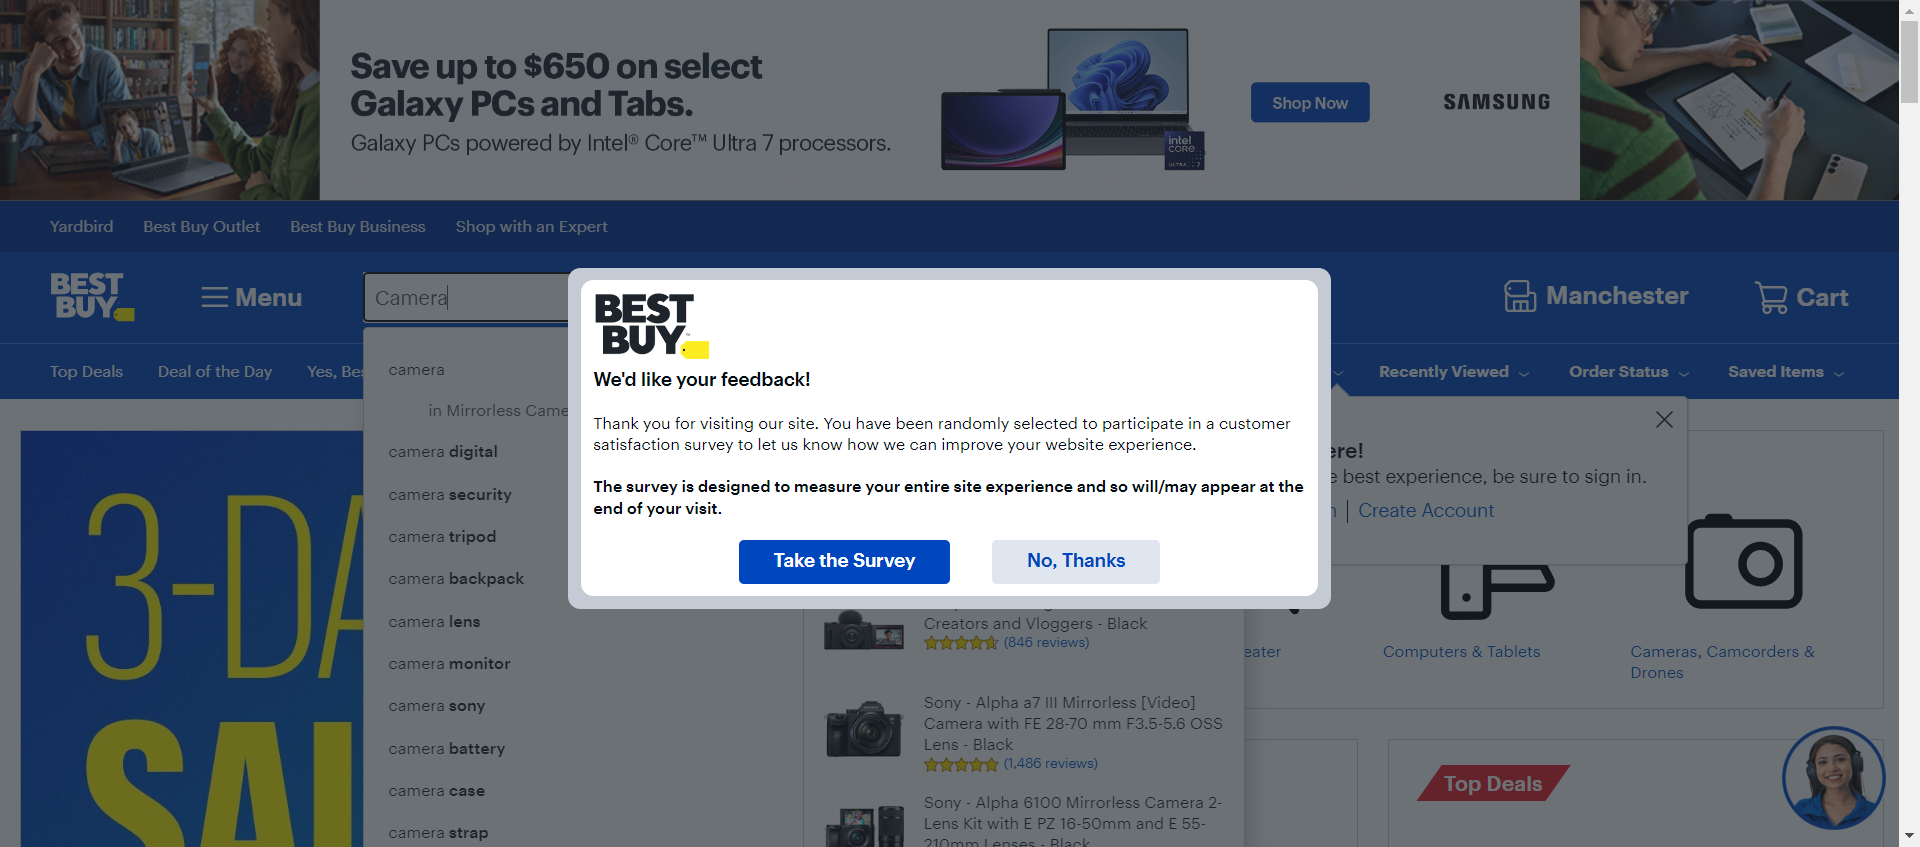 Save up to $650 on select
Galaxy PCs and Tabs.
Galaxy PCs powered by Intel® Core™ Ultra 7 processors.
intel
CORE
ULTRA 7
Shop Now
SAMSUNG
Yardbird
Best Buy Outlet
Best Buy Business
Shop with an Expert
BEST
BUY
Menu
Camera
Manchester
Cart
Top Deals
Deal of the Day
Yes, Bes
Recently Viewed
Order Status
Saved Items
camera
in Mirrorless Came
camera digital
camera security
camera tripod
camera backpack
camera lens
camera monitor
camera sony
camera battery
camera case
camera strap
BEST
BUY™
We'd like your feedback!
Thank you for visiting our site. You have been randomly selected to participate in a customer
satisfaction survey to let us know how we can improve your website experience.
The survey is designed to measure your entire site experience and so will/may appear at the
end of your visit.
Take the Survey
No, Thanks
ere!
e best experience, be sure to sign in.
n | Create Account
3-DA
SAL
Creators and Vloggers - Black
(846 reviews)
Sony - Alpha a7 III Mirrorless [Video]
Camera with FE 28-70 mm F3.5-5.6 OSS
Lens - Black
(1,486 reviews)
Sony - Alpha 6100 Mirrorless Camera 2-
Lens Kit with E PZ 16-50mm and E 55-
210mm Lenses - Black
eater
Computers & Tablets
Cameras, Camcorders &
Drones
Top Deals